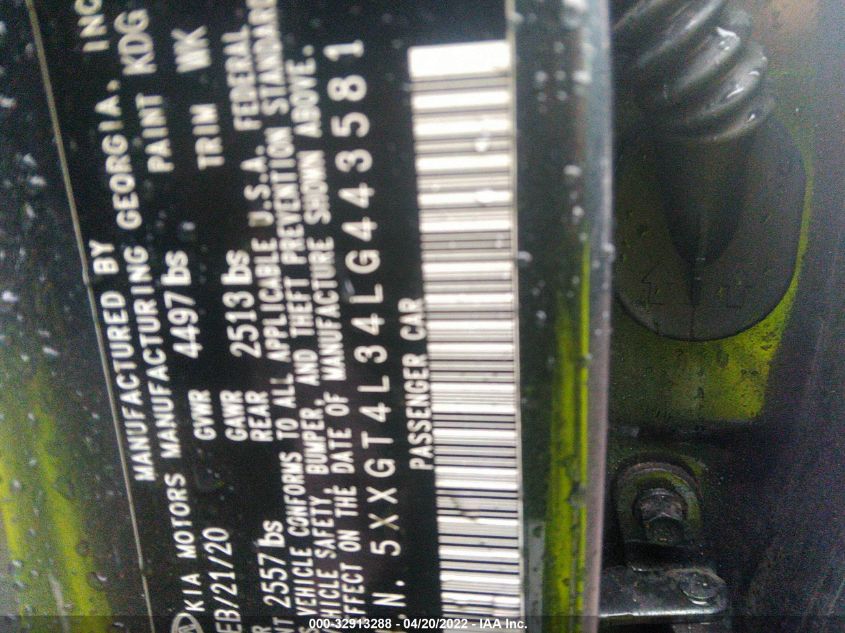 MANUFACTURED BY
KIA MOTORS MANUFACTURING GEORGIA, INC
EB/21/20 GVWR 4497 lbs PAINT KDG
GAWR TRIM WK
NT 2557 lbs REAR 2513 lbs
VEHICLE CONFORMS TO ALL APPLICABLE U.S.A. FEDERAL
VEHICLE SAFETY, BUMPER, AND THEFT PREVENTION STANDARD
EFFECT ON THE DATE OF MANUFACTURE SHOWN ABOVE.
N. 5XXGT4L34LG443581
PASSENGER CAR
000-32913288 - 04/20/2022 - IAA Inc.